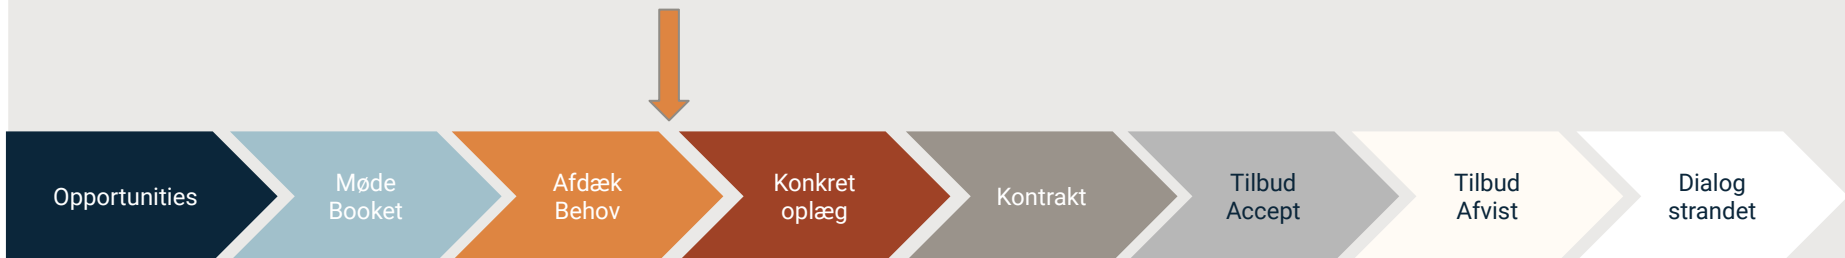 Opportunities
Møde
Booket
Afdæk
Behov
Konkret
oplæg
Kontrakt
Tilbud
Accept
Tilbud
Afvist
Dialog
strandet